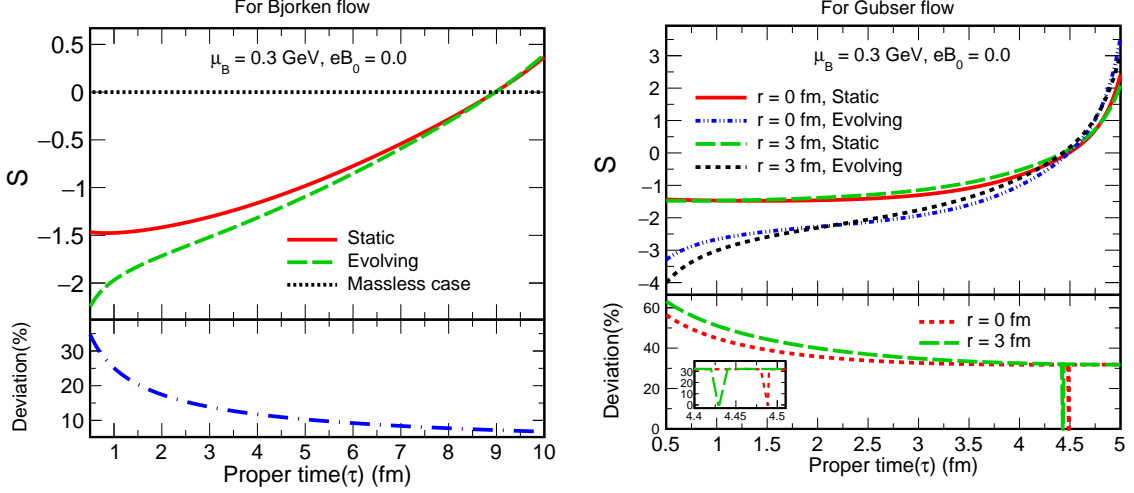 For Bjorken flow
μ_B = 0.3 GeV, eB_0 = 0.0
S
0.5
0
−0.5
−1
−1.5
−2
Static
Evolving
Massless case
Deviation(%)
30
20
10
1 2 3 4 5 6 7 8 9 10
Proper time(τ) (fm)
For Gubser flow
μ_B = 0.3 GeV, eB_0 = 0.0
S
3
2
1
0
−1
−2
−3
−4
r = 0 fm, Static
r = 0 fm, Evolving
r = 3 fm, Static
r = 3 fm, Evolving
Deviation(%)
60
40
20
0
r = 0 fm
r = 3 fm
30
20
10
0
4.4 4.45 4.5
0.5 1 1.5 2 2.5 3 3.5 4 4.5 5
Proper time(τ) (fm)